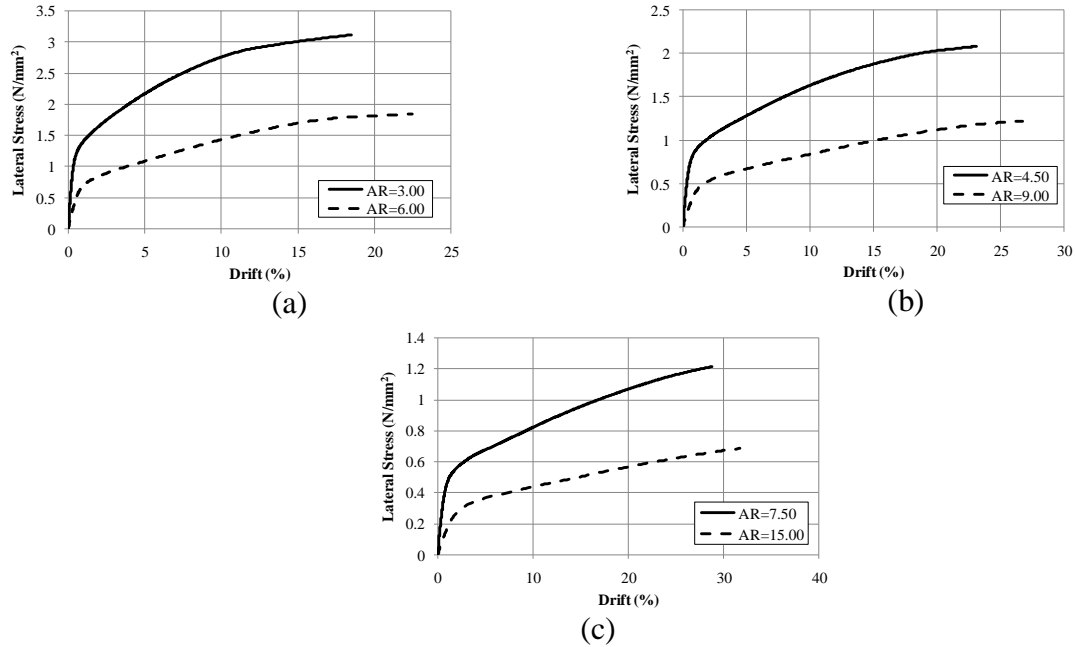 3.5
3
2.5
2
1.5
1
0.5
0
0 5 10 15 20 25
Lateral Stress (N/mm²)
Drift (%)
AR=3.00
AR=6.00
(a)
2.5
2
1.5
1
0.5
0
0 5 10 15 20 25 30
Lateral Stress (N/mm²)
Drift (%)
AR=4.50
AR=9.00
(b)
1.4
1.2
1
0.8
0.6
0.4
0.2
0
0 10 20 30 40
Lateral Stress (N/mm²)
Drift (%)
AR=7.50
AR=15.00
(c)